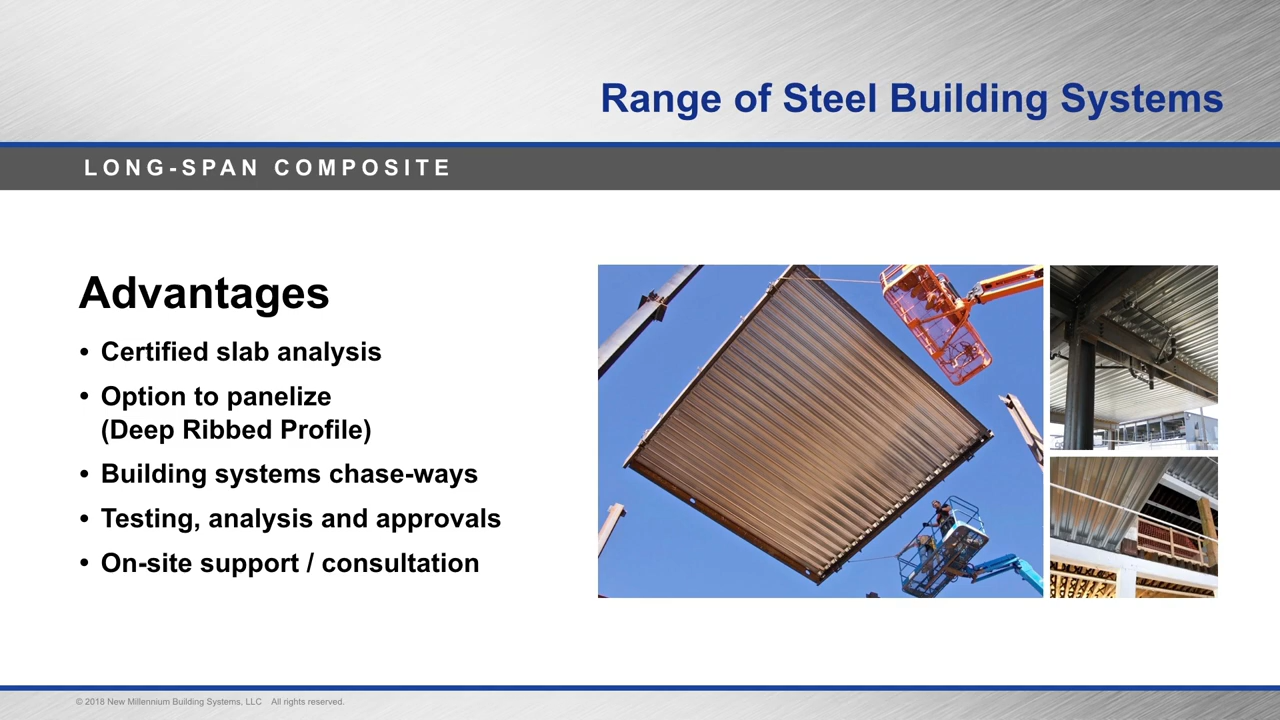 Range of Steel Building Systems
LONG-SPAN COMPOSITE
Advantages
• Certified slab analysis
• Option to panelize
(Deep Ribbed Profile)
• Building systems chase-ways
• Testing, analysis and approvals
• On-site support / consultation
© 2018 New Millennium Building Systems, LLC All rights reserved.